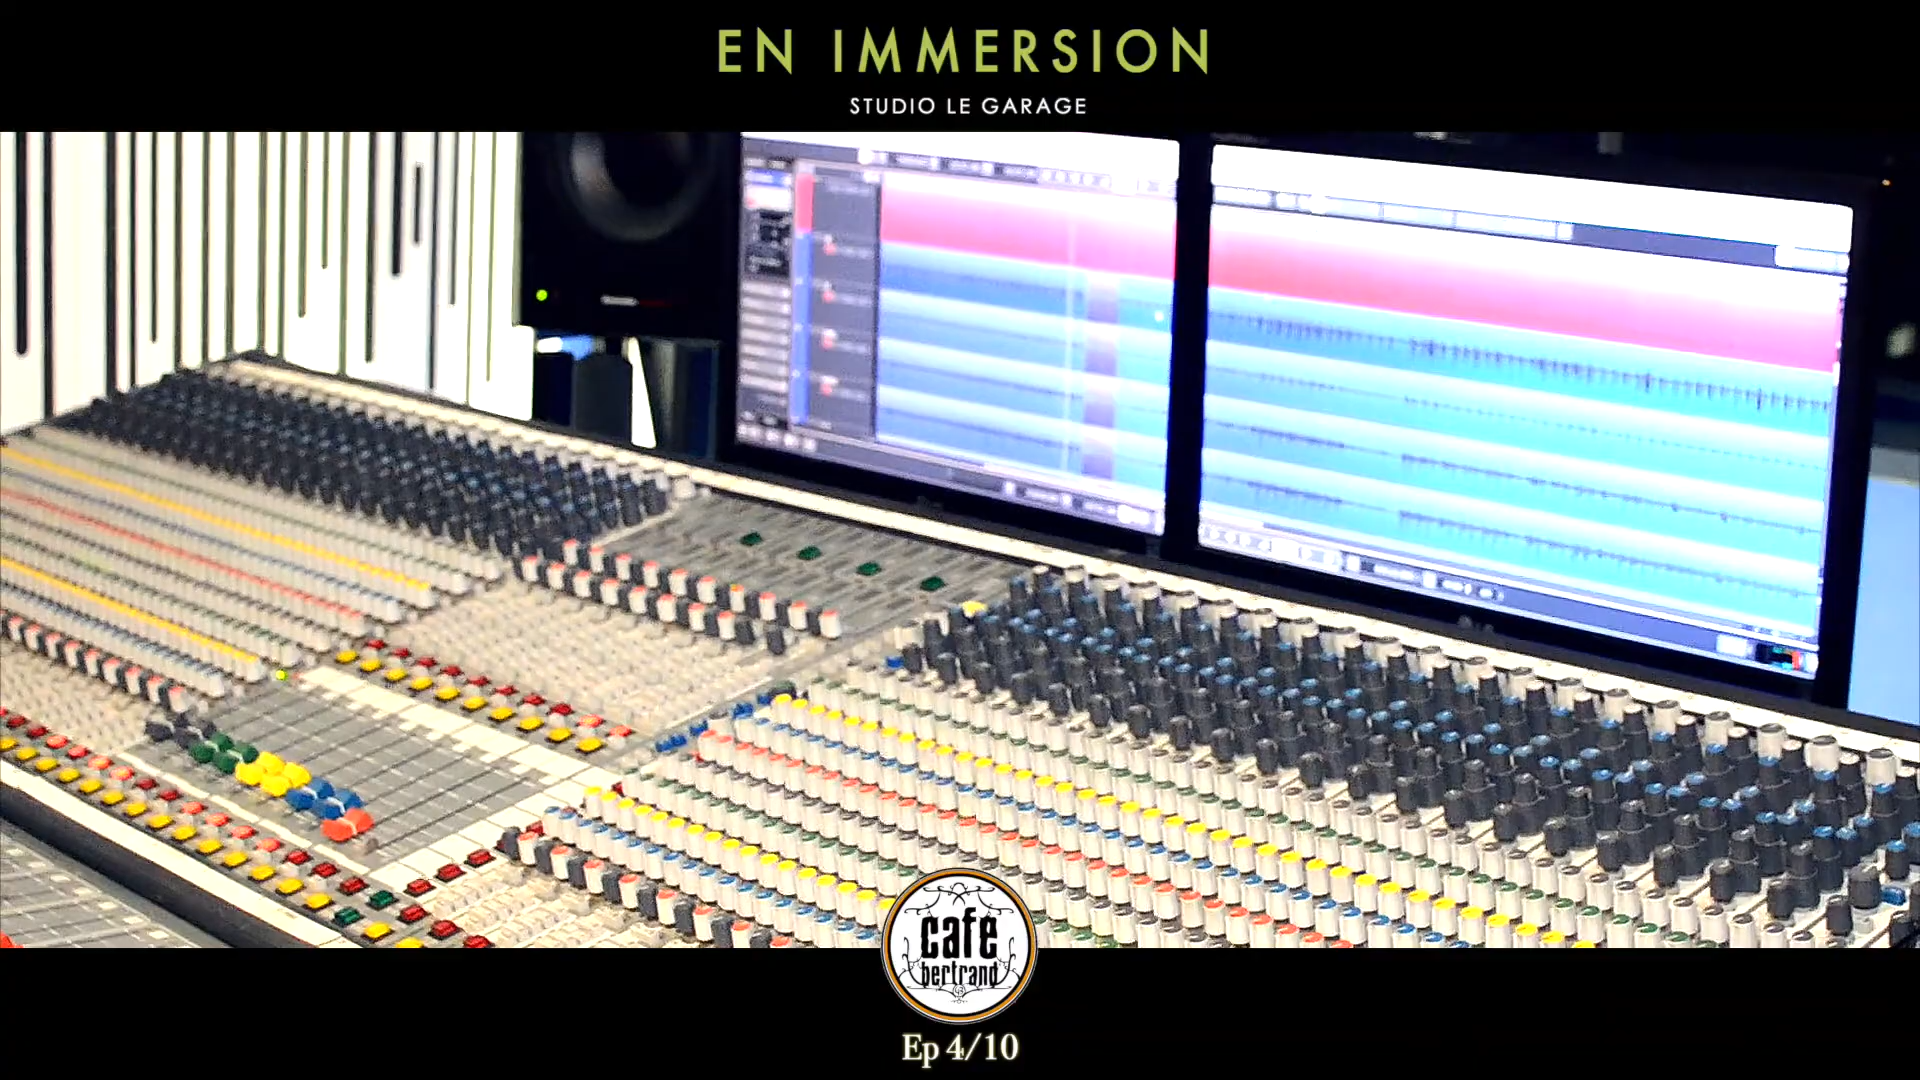 EN IMMERSION
STUDIO LE GARAGE
café
bertrand
Ep 4/10